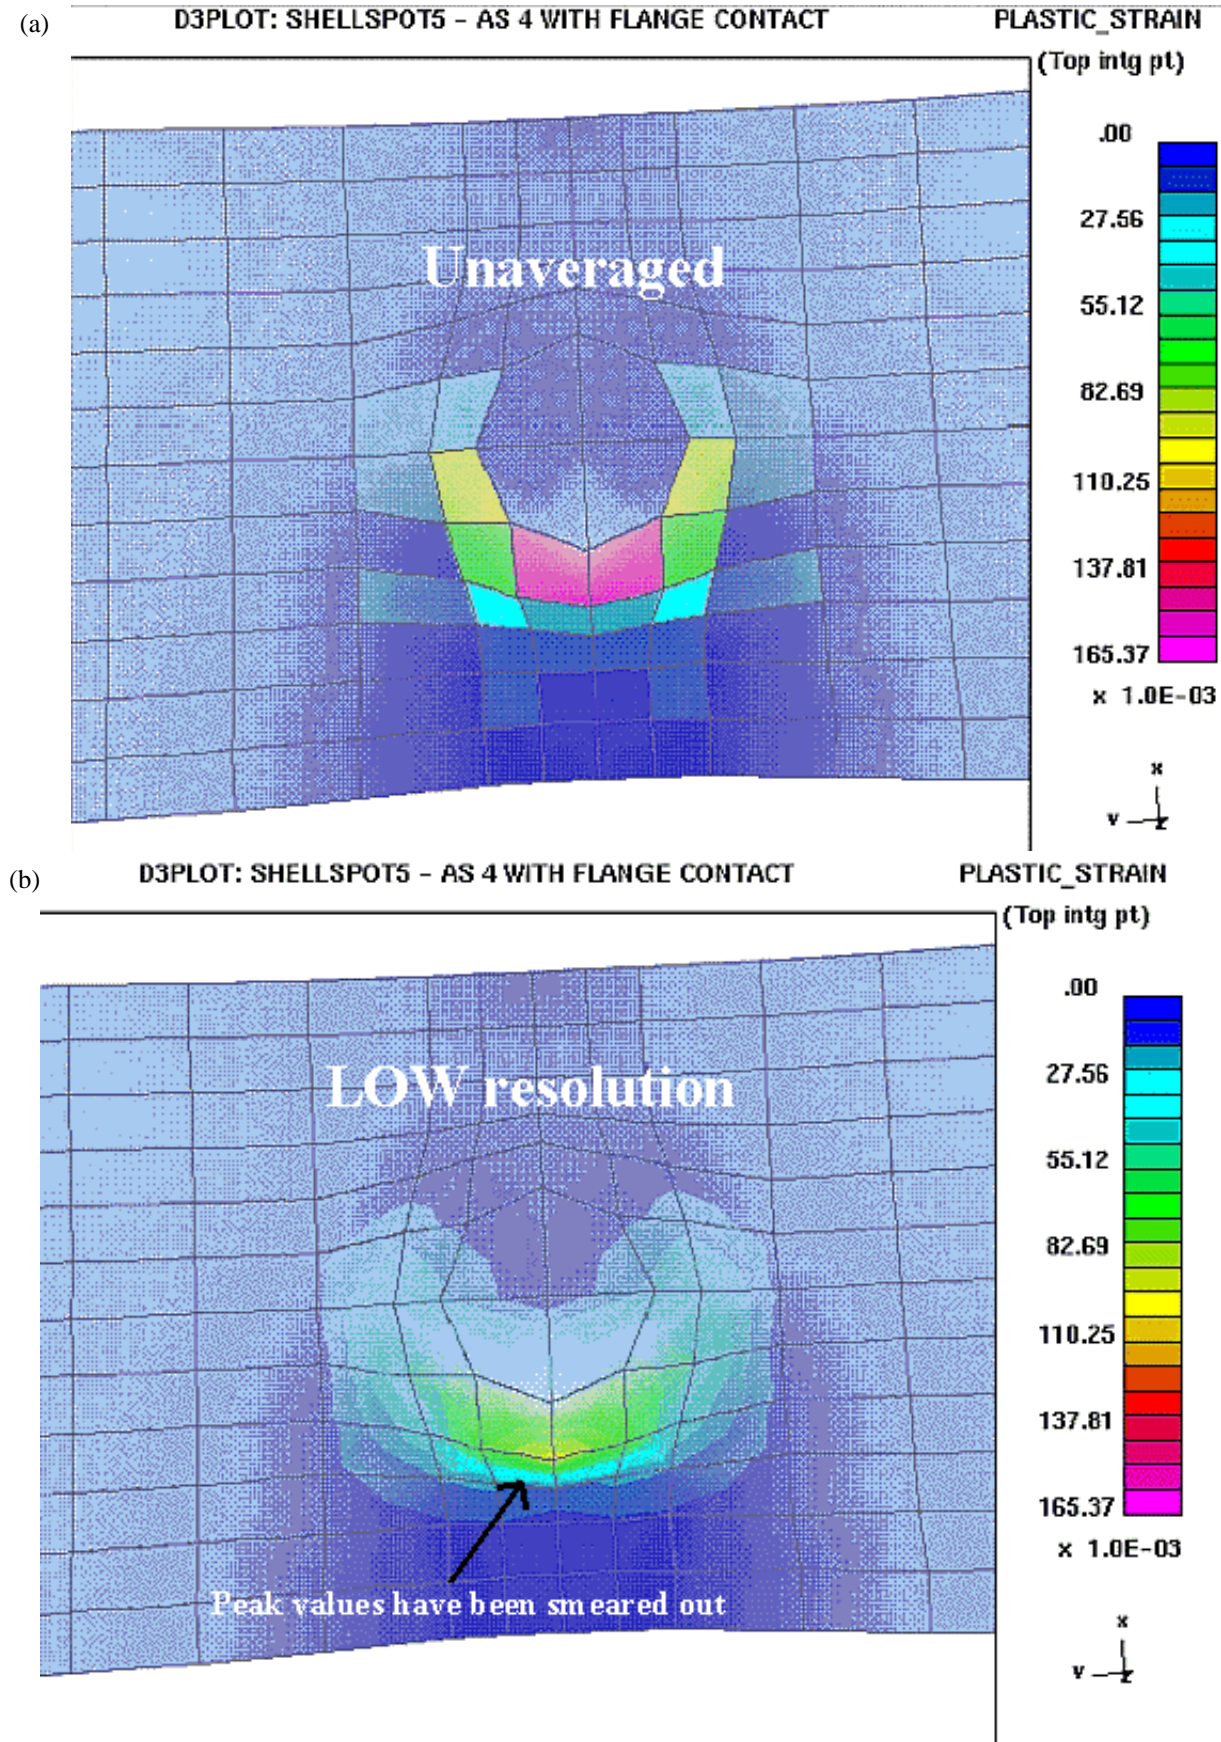 (a)
D3PLOT: SHELLSPOT5 - AS 4 WITH FLANGE CONTACT
PLASTIC_STRAIN
(Top intg pt)
Unaveraged
.00
27.56
55.12
82.69
110.25
137.81
165.37
x 1.0E-03
X
Y
Z
(b)
D3PLOT: SHELLSPOT5 - AS 4 WITH FLANGE CONTACT
PLASTIC_STRAIN
(Top intg pt)
LOW resolution
.00
27.56
55.12
82.69
110.25
137.81
165.37
x 1.0E-03
Peak values have been smeared out
X
Y
Z